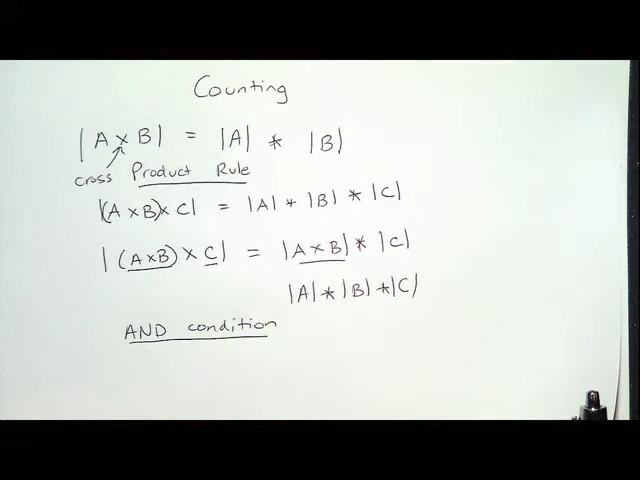 Counting
|A × B| = |A| * |B|
cross Product Rule
|(A × B) × C| = |A| * |B| * |C|
|(A × B) × C| = |A × B| * |C|
|A| * |B| * |C|
AND condition